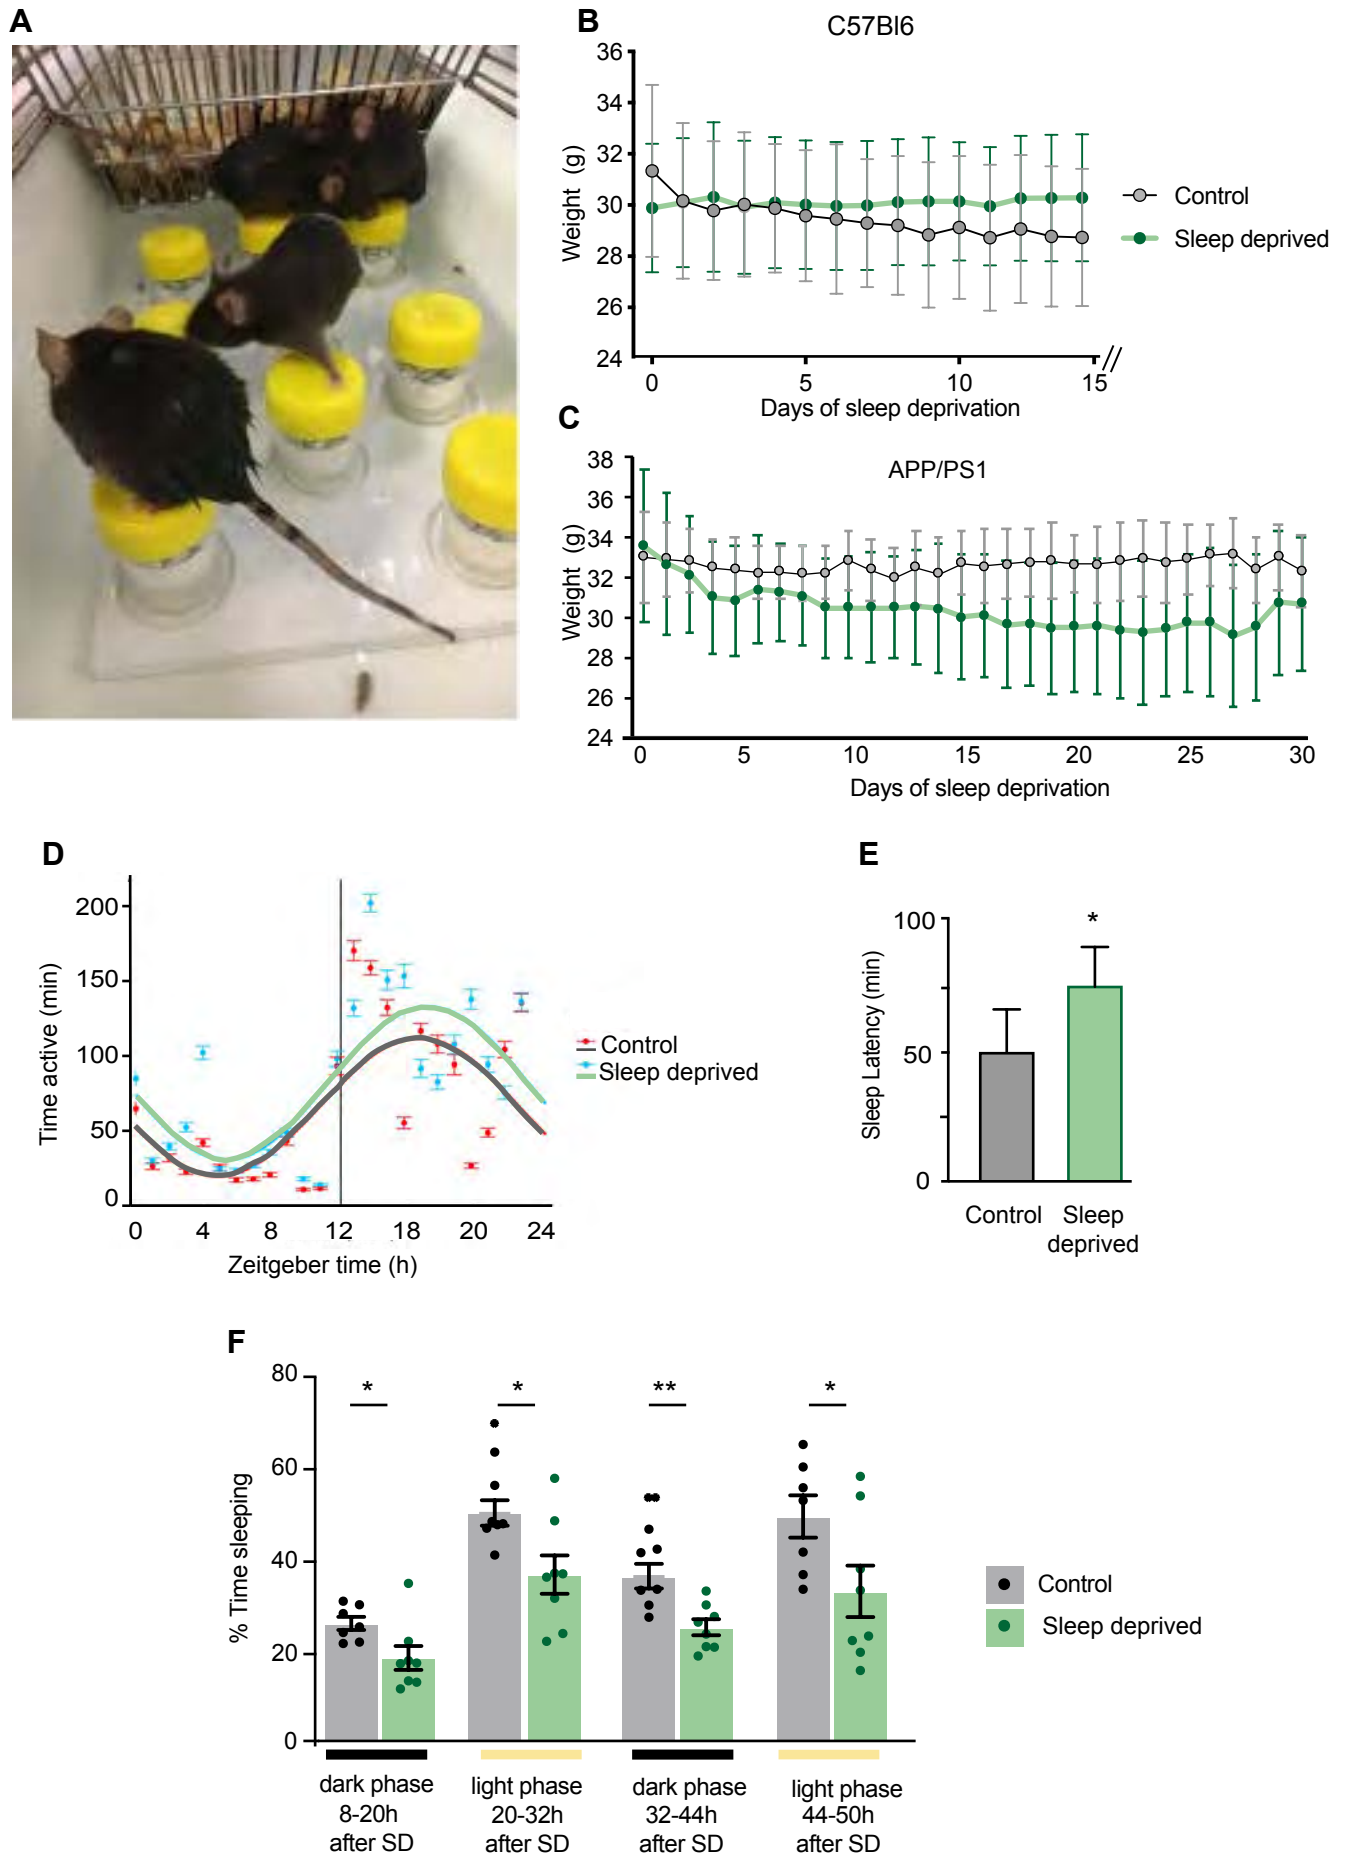 A
B
C57Bl6
36
34
32
30
28
26
24
Weight (g)
0
5
10
15
Days of sleep deprivation
Control
Sleep deprived
C
APP/PS1
38
36
34
32
30
28
26
24
Weight (g)
0
5
10
15
20
25
30
Days of sleep deprivation
D
200
150
100
50
0
Time active (min)
0
4
8
12
18
20
24
Zeitgeber time (h)
Control
Sleep deprived
E
100
50
0
Sleep Latency (min)
*
Control
Sleep
deprived
F
80
60
40
20
0
% Time sleeping
*
*
**
*
dark phase
8-20h
after SD
light phase
20-32h
after SD
dark phase
32-44h
after SD
light phase
44-50h
after SD
Control
Sleep deprived